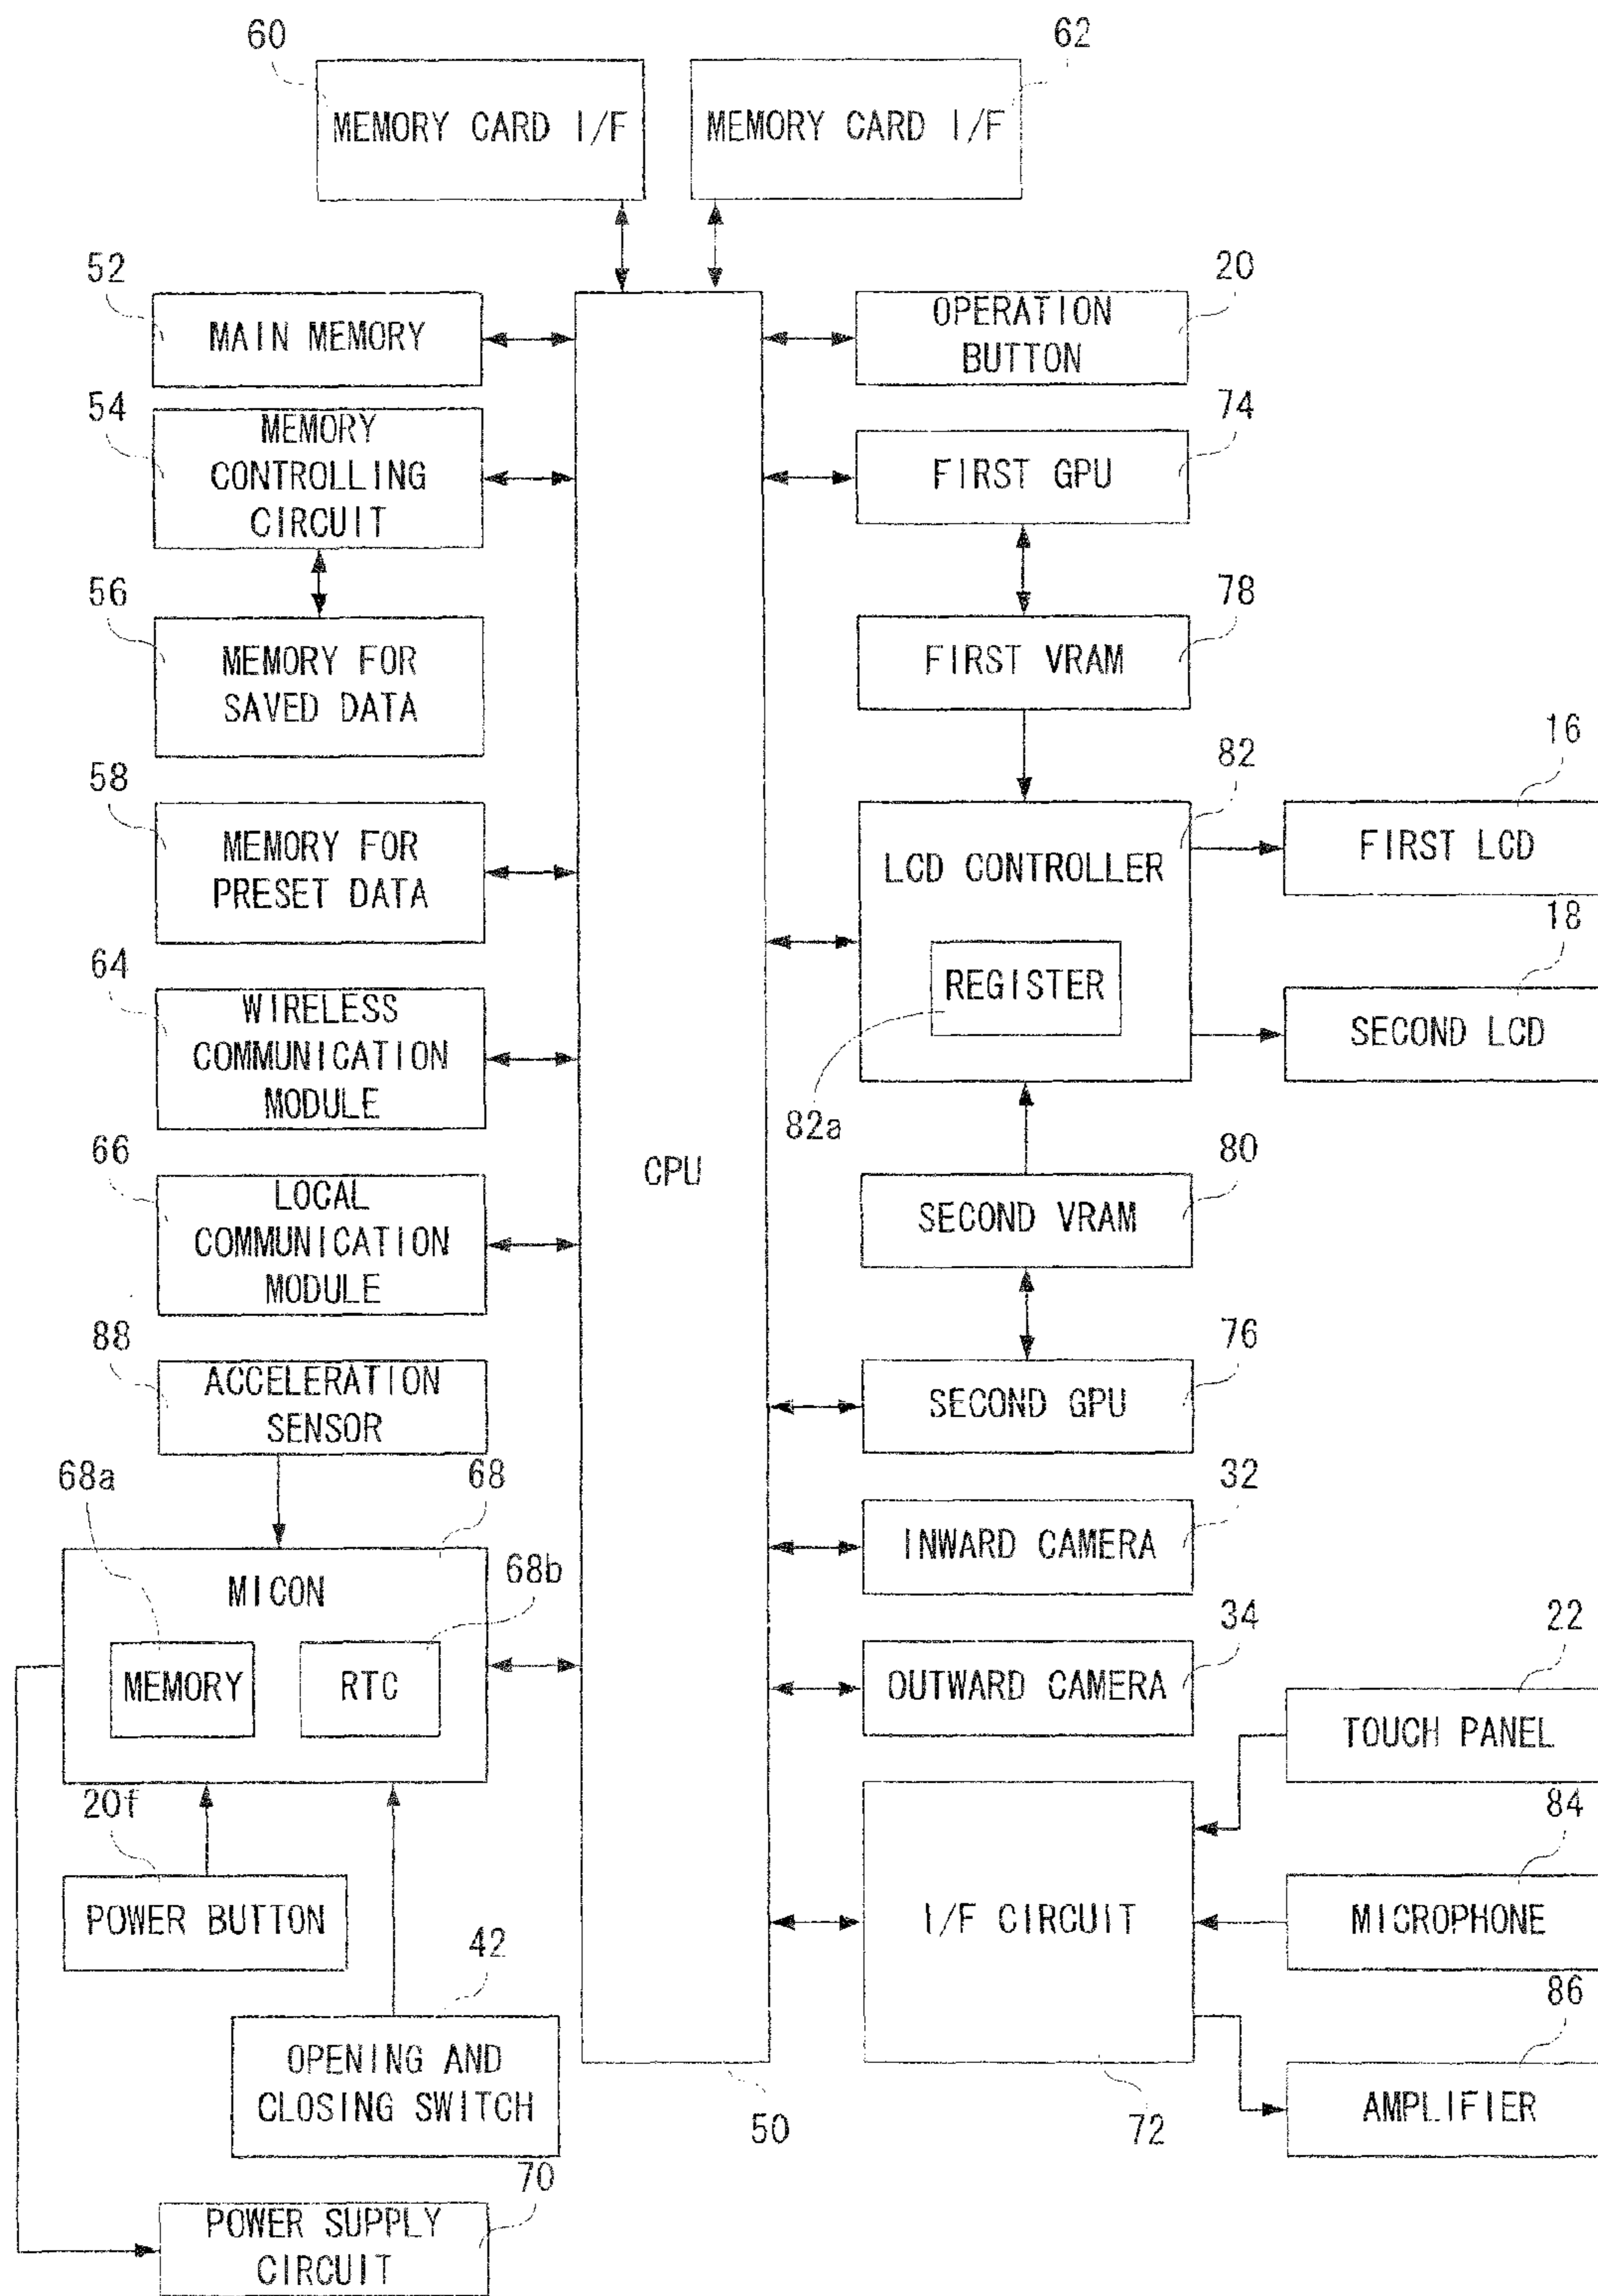 60
62
MEMORY CARD I/F
MEMORY CARD I/F
52
MAIN MEMORY
20
OPERATION
BUTTON
54
MEMORY
CONTROLLING
CIRCUIT
74
FIRST GPU
56
MEMORY FOR
SAVED DATA
78
FIRST VRAM
58
MEMORY FOR
PRESET DATA
82
LCD CONTROLLER
REGISTER
82a
16
FIRST LCD
18
SECOND LCD
64
WIRELESS
COMMUNICATION
MODULE
66
LOCAL
COMMUNICATION
MODULE
CPU
80
SECOND VRAM
88
ACCELERATION
SENSOR
76
SECOND GPU
68a
68
MICON
68b
MEMORY
RTC
32
INWARD CAMERA
34
OUTWARD CAMERA
22
TOUCH PANEL
20f
POWER BUTTON
84
MICROPHONE
I/F CIRCUIT
42
OPENING AND
CLOSING SWITCH
50
72
86
AMPLIFIER
70
POWER SUPPLY
CIRCUIT